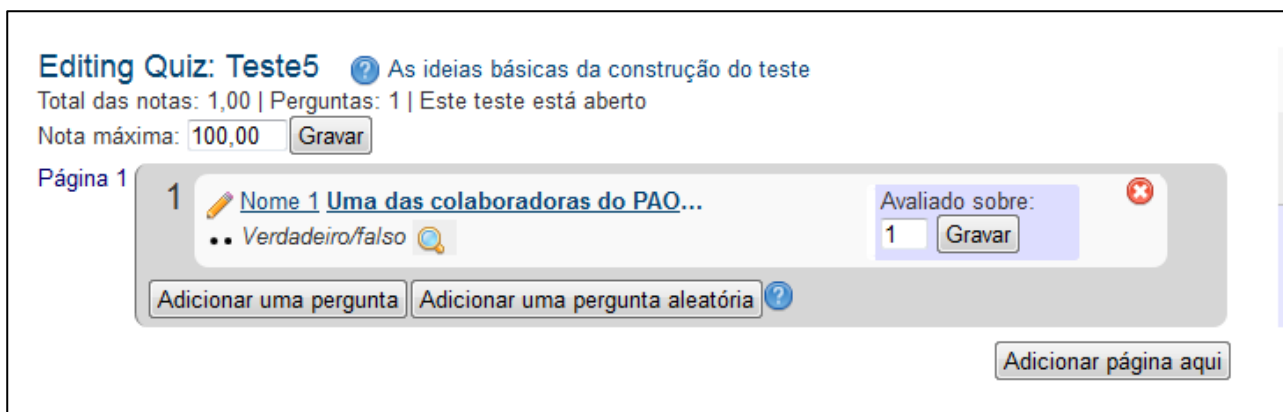 Editing Quiz: Teste5 As ideias básicas da construção do teste
Total das notas: 1,00 | Perguntas: 1 | Este teste está aberto
Nota máxima: 100,00 Gravar
Página 1
1 Nome 1 Uma das colaboradoras do PAO... Avaliado sobre:
Verdadeiro/falso 1 Gravar
Adicionar uma pergunta Adicionar uma pergunta aleatória
Adicionar página aqui